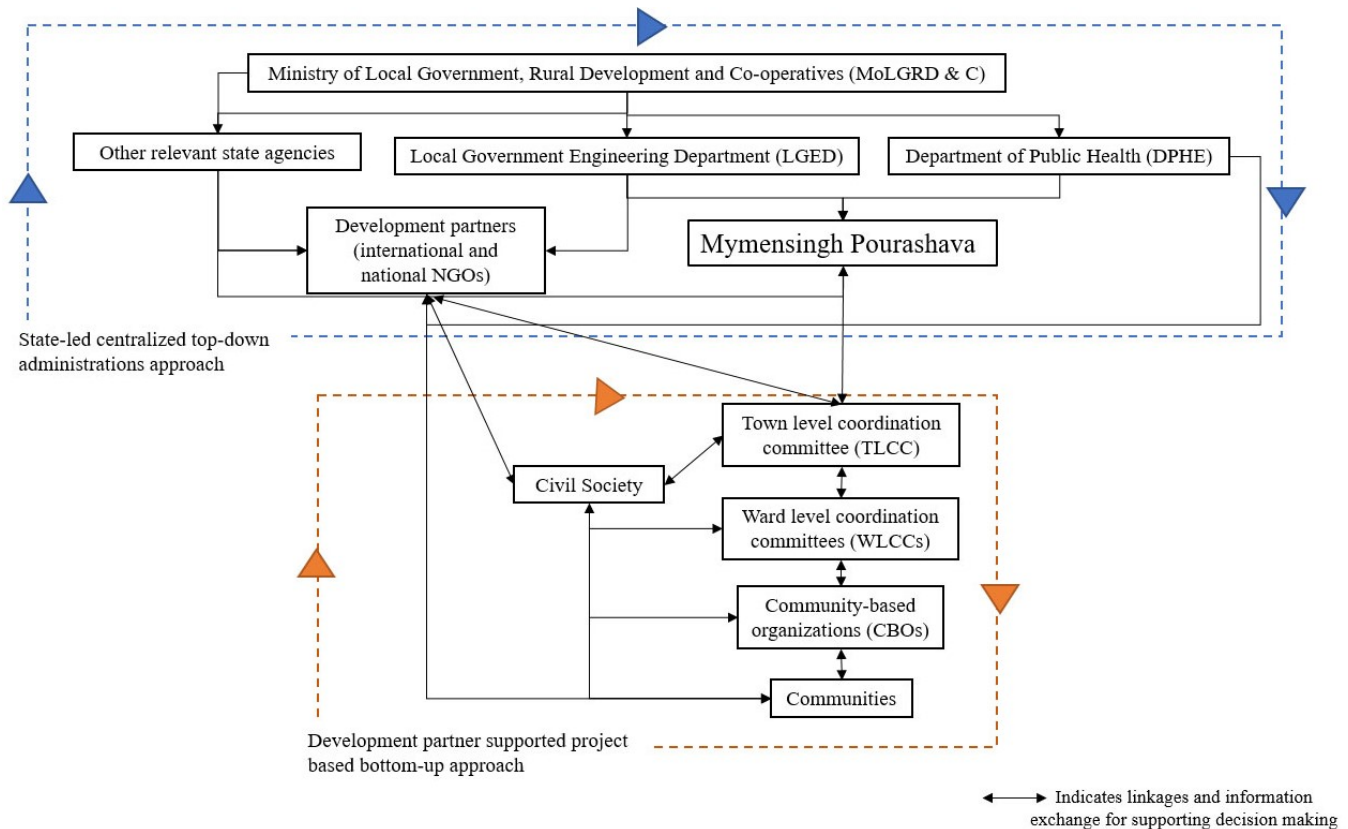 Ministry of Local Government, Rural Development and Co-operatives (MoLGRD & C)
Other relevant state agencies
Local Government Engineering Department (LGED)
Department of Public Health (DPHE)
Development partners
(international and
national NGOs)
Mymensingh Pourashava
State-led centralized top-down
administrations approach
Town level coordination
committee (TLCC)
Civil Society
Ward level coordination
committees (WLCCs)
Community-based
organizations (CBOs)
Communities
Development partner supported project
based bottom-up approach
Indicates linkages and information
exchange for supporting decision making